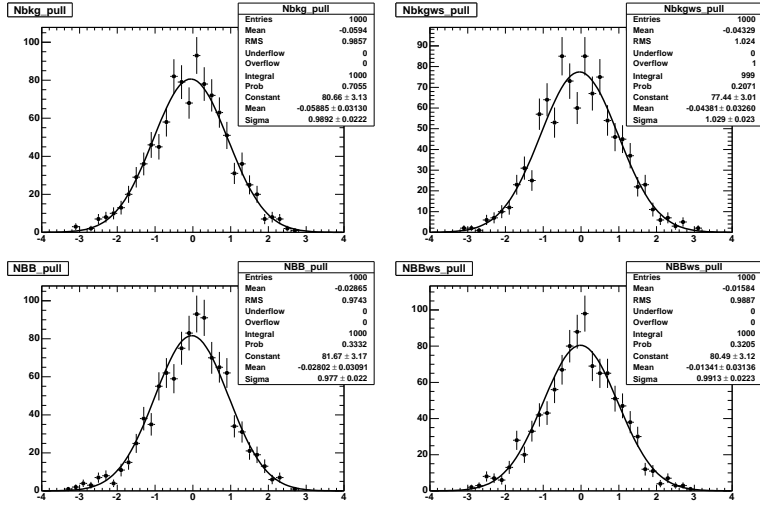 Nbkg_pull
Nbkg_pull
Entries 1000
Mean -0.0594
RMS 0.9857
Underflow 0
Overflow 0
Integral 1000
Prob 0.7055
Constant 80.66 ± 3.13
Mean -0.05885 ± 0.03130
Sigma 0.9892 ± 0.0222
100
80
60
40
20
0
-4 -3 -2 -1 0 1 2 3 4
Nbkgws_pull
Nbkgws_pull
Entries 1000
Mean -0.04329
RMS 1.024
Underflow 0
Overflow 1
Integral 999
Prob 0.2071
Constant 77.44 ± 3.01
Mean -0.04381 ± 0.03260
Sigma 1.029 ± 0.023
90
80
70
60
50
40
30
20
10
0
-4 -3 -2 -1 0 1 2 3 4
NBB_pull
NBB_pull
Entries 1000
Mean -0.02865
RMS 0.9743
Underflow 0
Overflow 0
Integral 1000
Prob 0.3332
Constant 81.67 ± 3.17
Mean -0.02802 ± 0.03091
Sigma 0.977 ± 0.022
100
80
60
40
20
0
-4 -3 -2 -1 0 1 2 3 4
NBBws_pull
NBBws_pull
Entries 1000
Mean -0.01584
RMS 0.9887
Underflow 0
Overflow 0
Integral 1000
Prob 0.3205
Constant 80.49 ± 3.12
Mean -0.01341 ± 0.03136
Sigma 0.9913 ± 0.0223
100
80
60
40
20
0
-4 -3 -2 -1 0 1 2 3 4